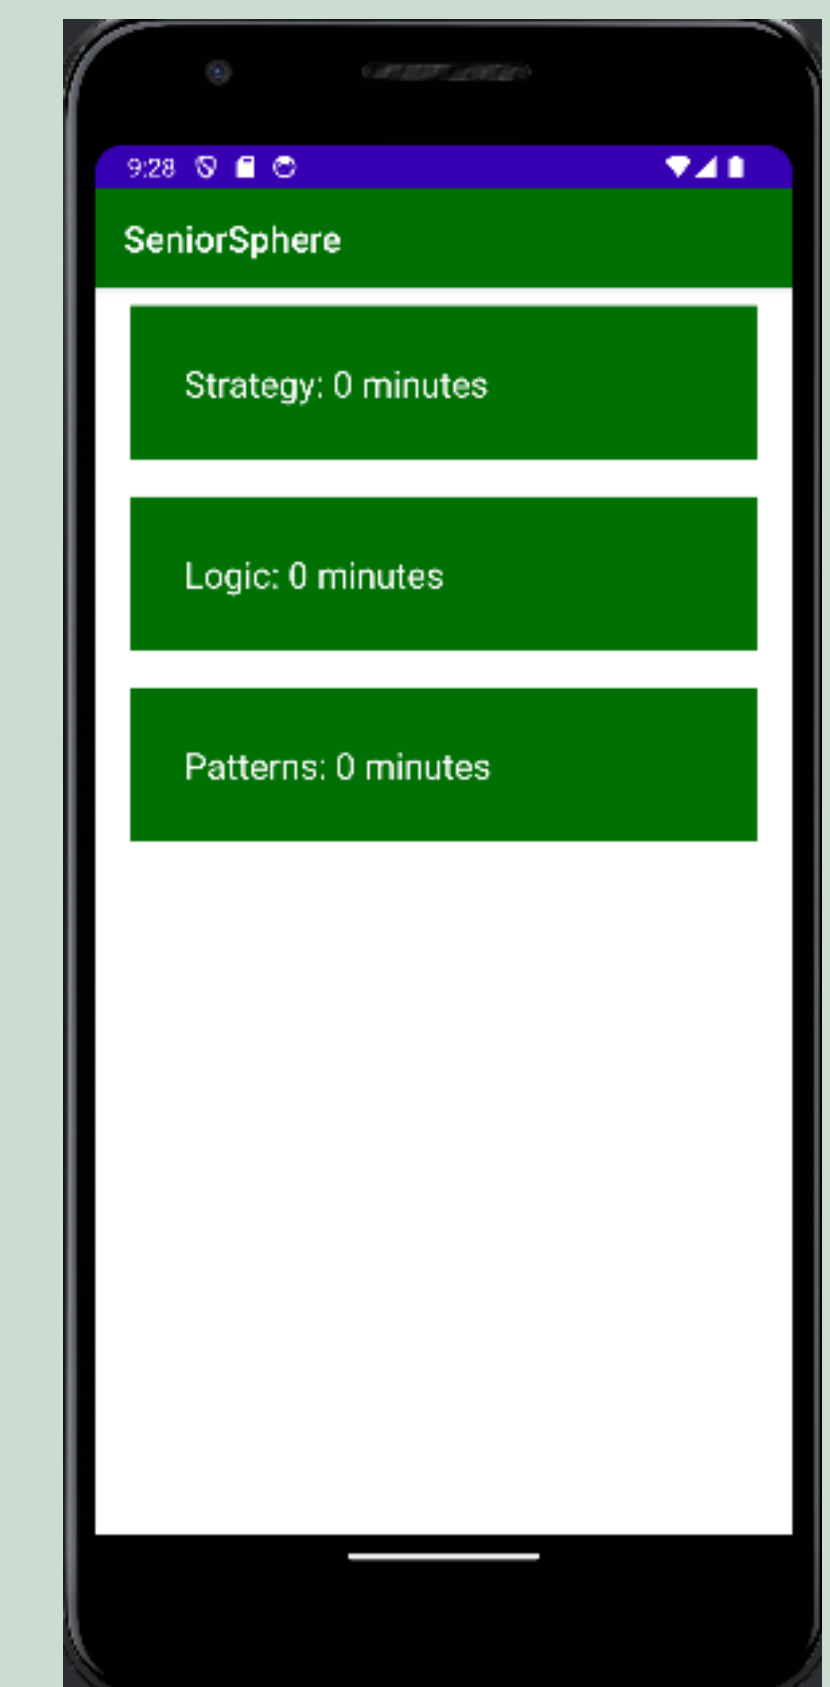 9:28
SeniorSphere
Strategy: 0 minutes
Logic: 0 minutes
Patterns: 0 minutes